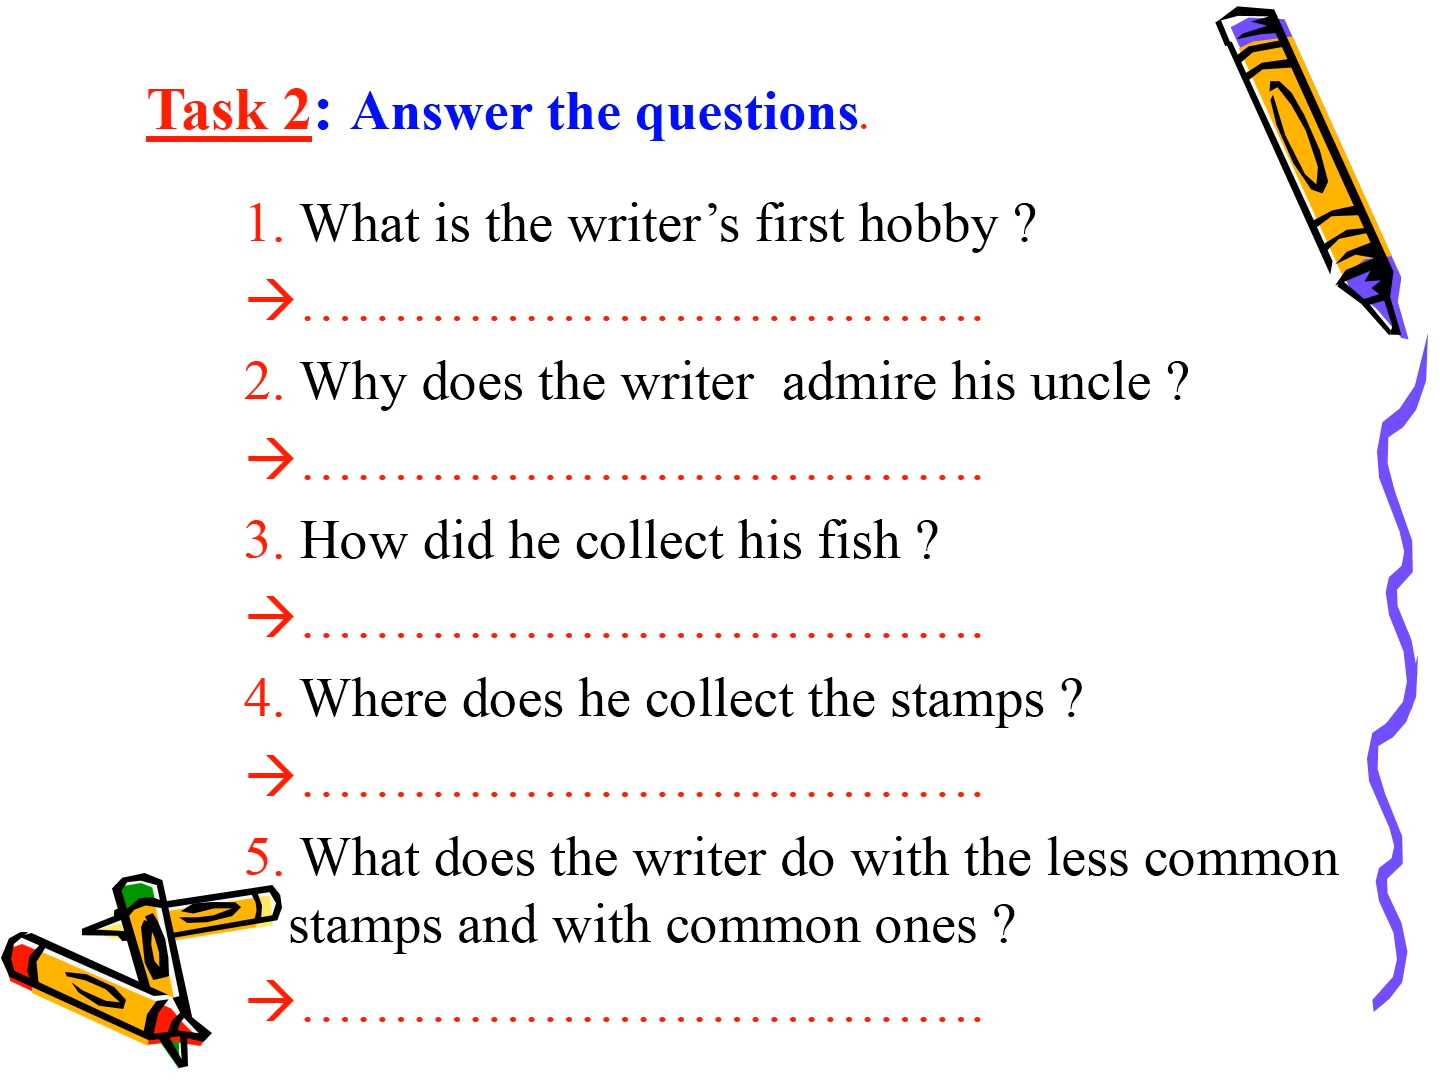 Task 2: Answer the questions.
1. What is the writer’s first hobby ?
→……………………………….
2. Why does the writer  admire his uncle ?
→……………………………….
3. How did he collect his fish ?
→……………………………….
4. Where does he collect the stamps ?
→……………………………….
5. What does the writer do with the less common
stamps and with common ones ?
→……………………………….